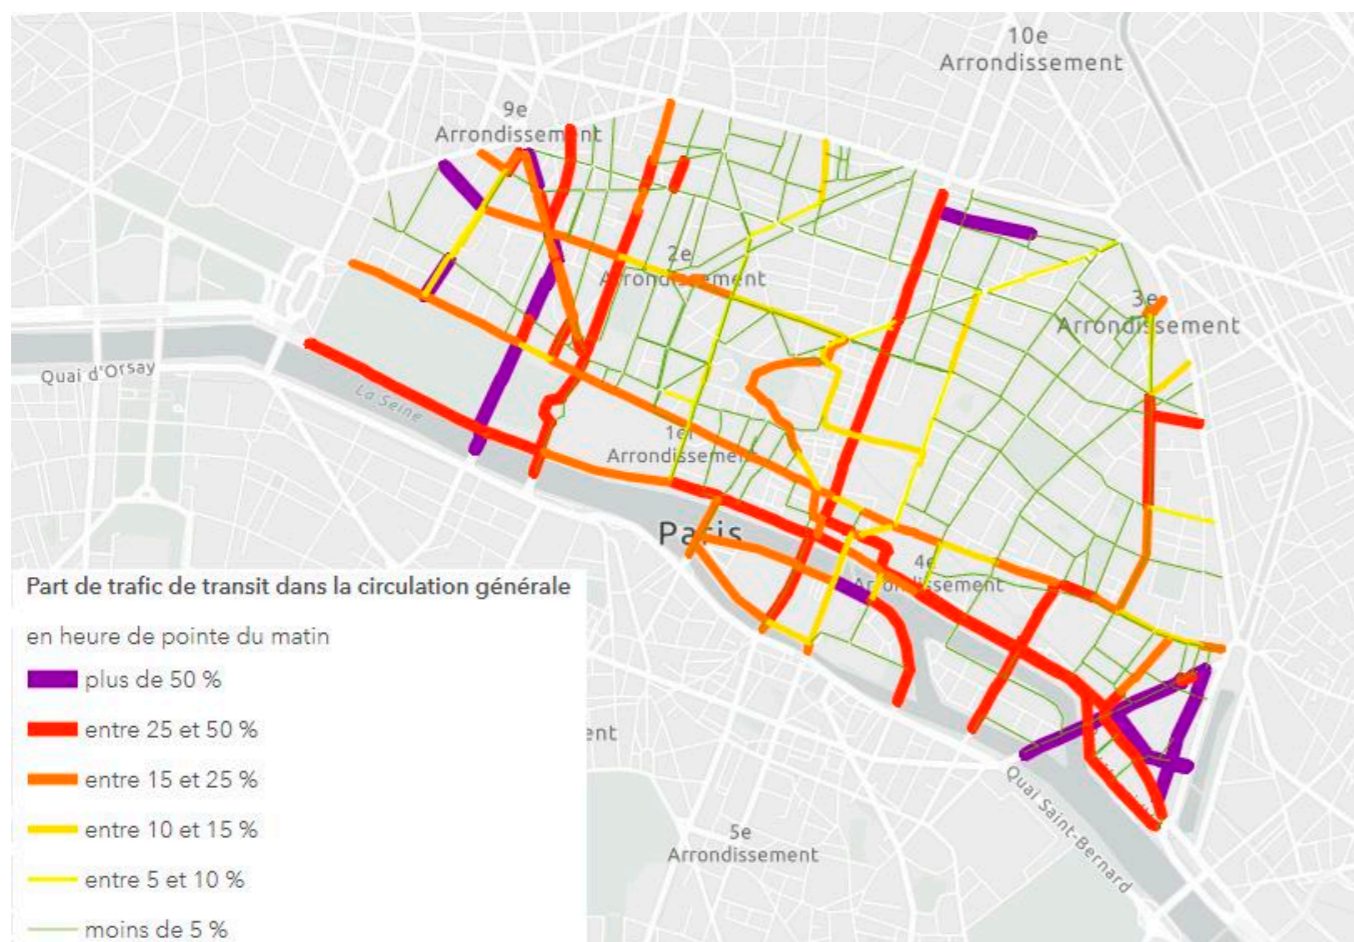 10e
Arrondissement
9e
Arrondissement
2e
Arrondissement
3e
Arrondissement
Quai d'Orsay
La Seine
1er
Arrondissement
Paris
4e
Arrondissement
Part de trafic de transit dans la circulation générale
en heure de pointe du matin
plus de 50 %
entre 25 et 50 %
entre 15 et 25 %
entre 10 et 15 %
entre 5 et 10 %
moins de 5 %
ent
Quai Saint-Bernard
5e
Arrondissement